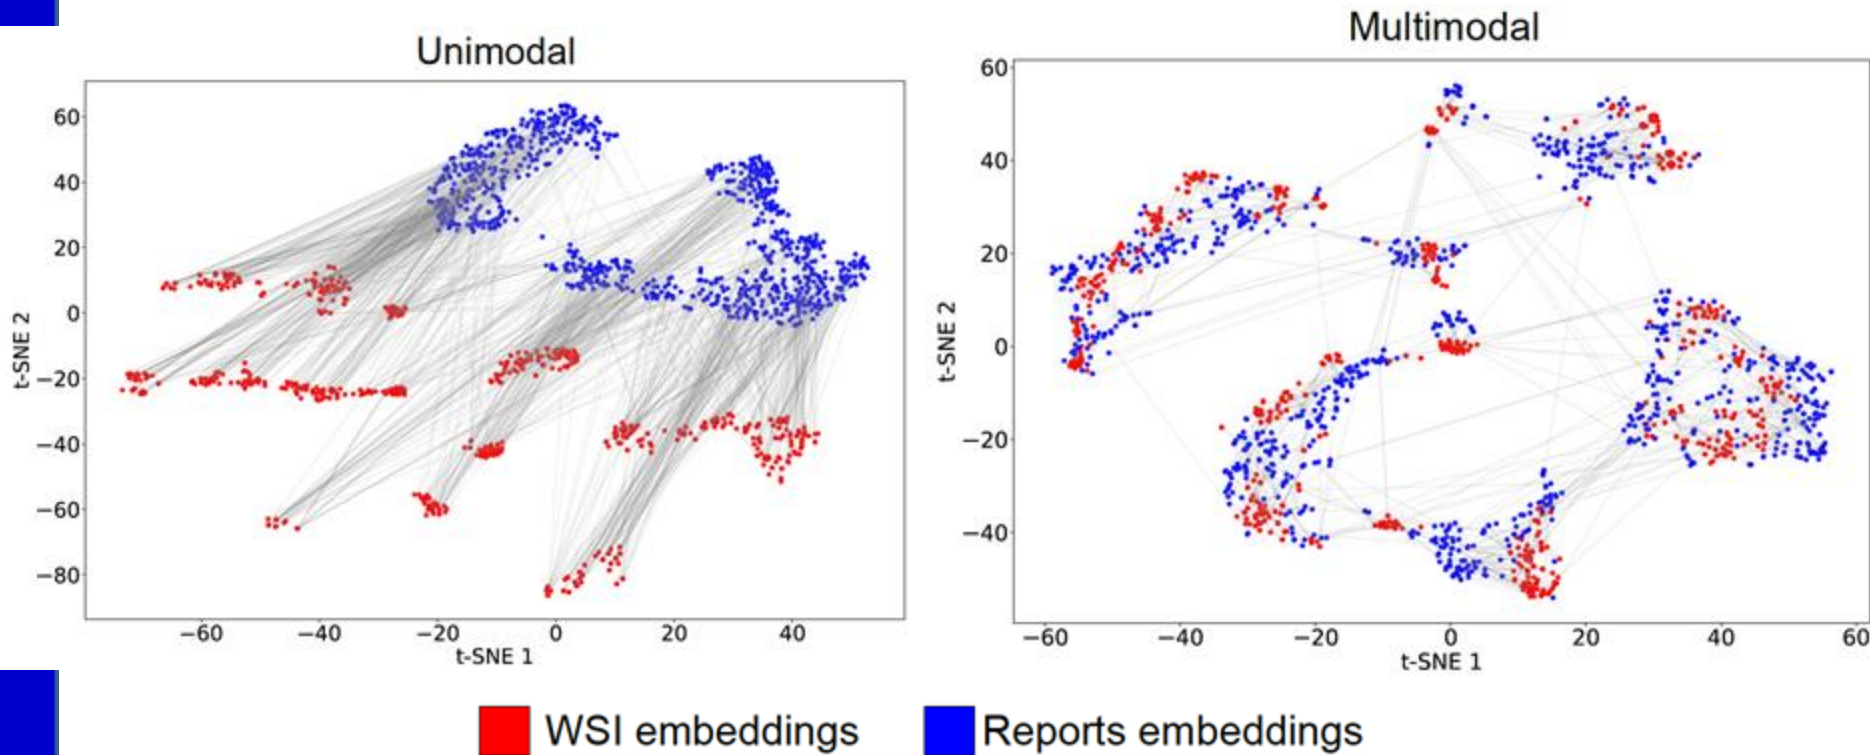 Unimodal
60
40
20
0
−20
−40
−60
−80
t-SNE 2
−60 −40 −20 0 20 40
t-SNE 1
Multimodal
60
40
20
0
−20
−40
t-SNE 2
−60 −40 −20 0 20 40 60
t-SNE 1
WSI embeddings
Reports embeddings